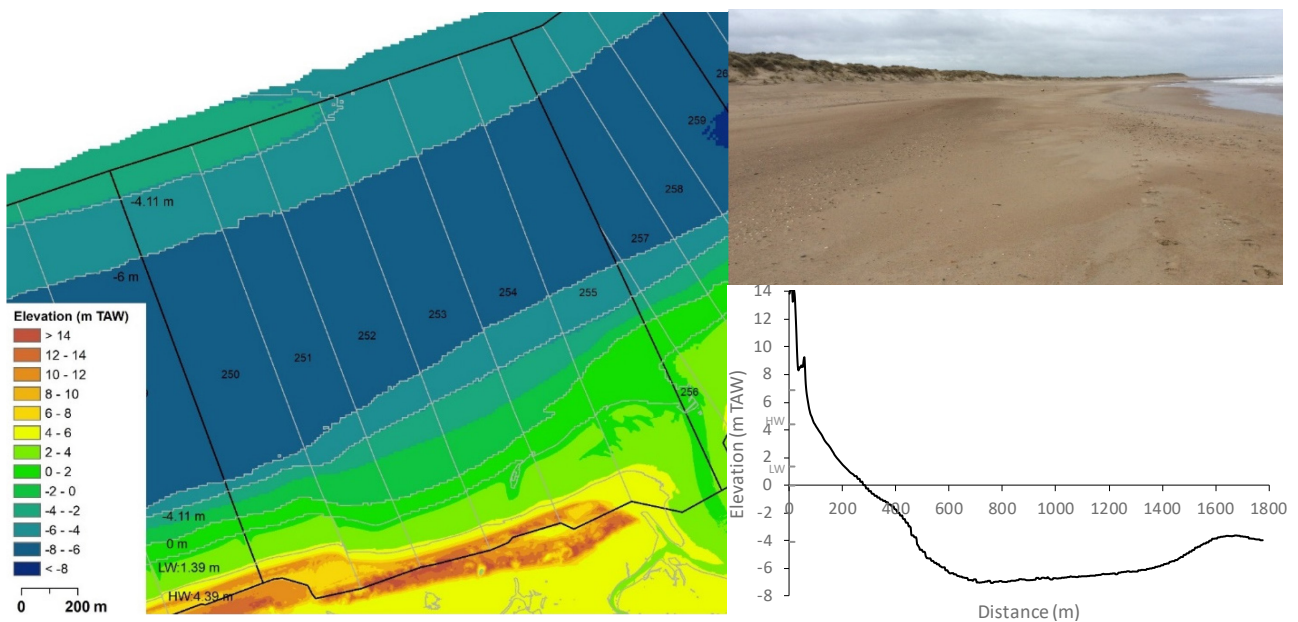 -4.11 m
-6 m
250
251
252
253
254
255
256
257
258
259
26
-4.11 m
0 m
LW:1.39 m
HW:4.39 m
Elevation (m TAW)
> 14
12 - 14
10 - 12
8 - 10
6 - 8
4 - 6
2 - 4
0 - 2
-2 - 0
-4 - -2
-6 - -4
-8 - -6
< -8
0 200 m
Elevation (m TAW)
14
12
10
8
6
HW
4
2
LW
0
-2
-4
-6
-8
0 200 400 600 800 1000 1200 1400 1600 1800
Distance (m)